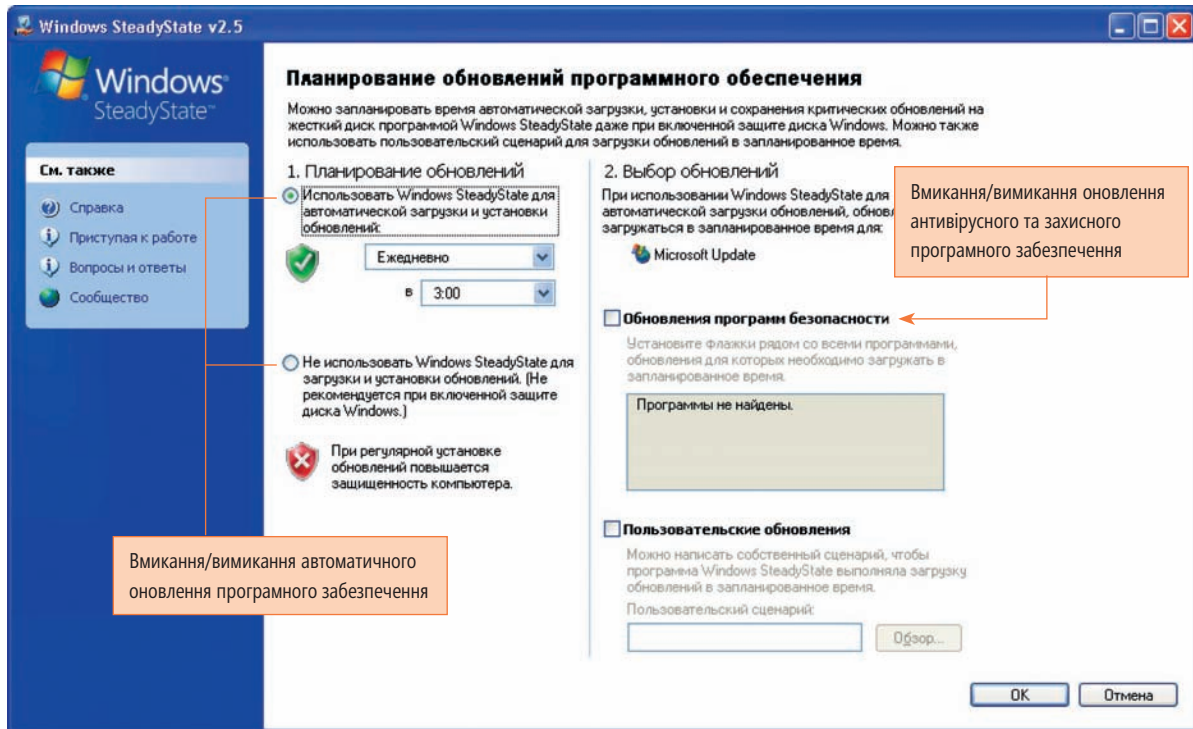 Windows SteadyState v2.5
Windows
SteadyState
См. также
Справка
Приступая к работе
Вопросы и ответы
Сообщество
Планирование обновлений программного обеспечения
Можно запланировать время автоматической загрузки, установки и сохранения критических обновлений на
жесткий диск программой Windows SteadyState даже при включенной защите диска Windows. Можно также
использовать пользовательский сценарий для загрузки обновлений в запланированное время.
1. Планирование обновлений
Использовать Windows SteadyState для
автоматической загрузки и установки
обновлений:
Ежедневно
в 3:00
Не использовать Windows SteadyState для
загрузки и установки обновлений. (Не
рекомендуется при включенной защите
диска Windows.)
При регулярной установке
обновлений повышается
защищенность компьютера.
Вмикання/вимикання автоматичного
оновлення програмного забезпечення
2. Выбор обновлений
При использовании Windows SteadyState для
автоматической загрузки обновлений, обнов
загружаться в запланированное время для:
Microsoft Update
Вмикання/вимикання оновлення
антивірусного та захисного
програмного забезпечення
Обновления программ безопасности
Установите флажки рядом со всеми программами,
обновления для которых необходимо загружать в
запланированное время.
Программы не найдены.
Пользовательские обновления
Можно написать собственный сценарий, чтобы
программа Windows SteadyState выполняла загрузку
обновлений в запланированное время.
Пользовательский сценарий:
Обзор...
OK
Отмена